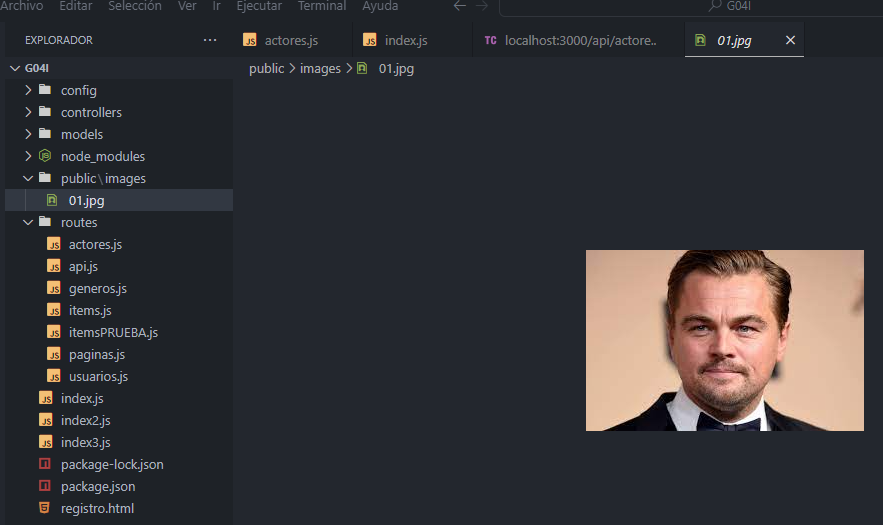 Archivo Editar Selección Ver Ir Ejecutar Terminal Ayuda G04I
EXPLORADOR ··· JS actores.js JS index.js TC localhost:3000/api/actore.. 01.jpg
G04I public > images > 01.jpg
config
controllers
models
node_modules
public\images
01.jpg
routes
JS actores.js
JS api.js
JS generos.js
JS items.js
JS itemsPRUEBA.js
JS paginas.js
JS usuarios.js
JS index.js
JS index2.js
JS index3.js
package-lock.json
package.json
registro.html